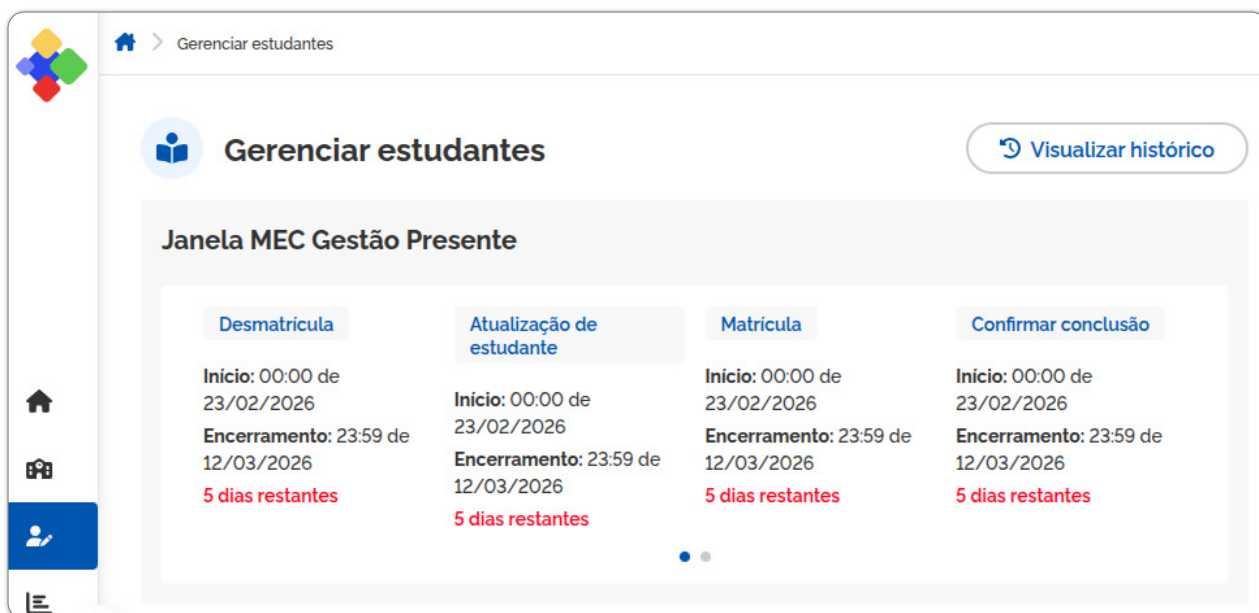 Gerenciar estudantes
Gerenciar estudantes
Visualizar histórico
Janela MEC Gestão Presente
Desmatrícula
Início: 00:00 de
23/02/2026
Encerramento: 23:59 de
12/03/2026
5 dias restantes
Atualização de
estudante
Início: 00:00 de
23/02/2026
Encerramento: 23:59 de
12/03/2026
5 dias restantes
Matrícula
Início: 00:00 de
23/02/2026
Encerramento: 23:59 de
12/03/2026
5 dias restantes
Confirmar conclusão
Início: 00:00 de
23/02/2026
Encerramento: 23:59 de
12/03/2026
5 dias restantes